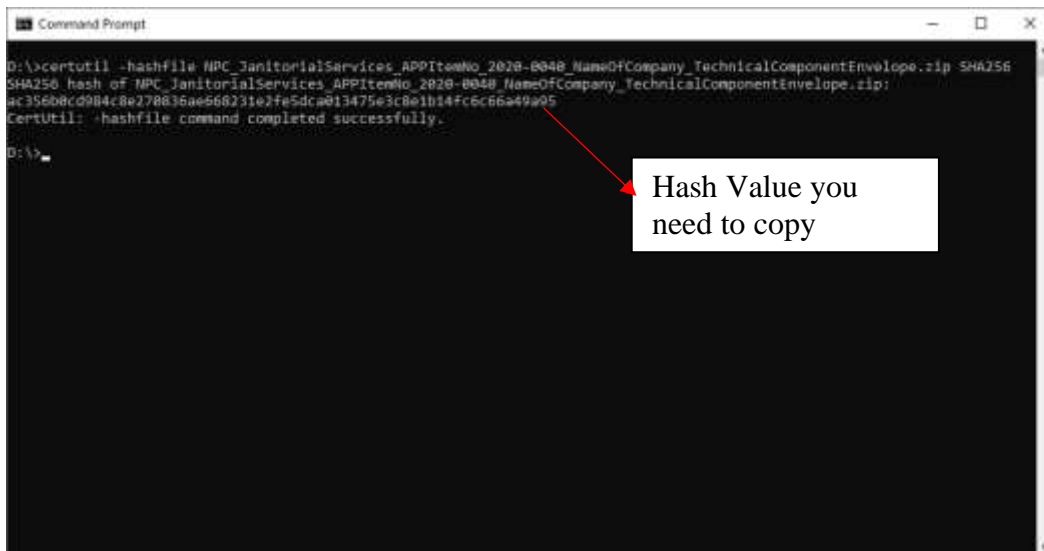 Command Prompt
D:\>certutil -hashfile NPC_JanitorialServices_APPItemNo_2020-0040_NameOfCompany_TechnicalComponentEnvelope.zip SHA256
SHA256 hash of NPC_JanitorialServices_APPItemNo_2020-0040_NameOfCompany_TechnicalComponentEnvelope.zip:
ac356b0cd984c8e270836ae668231e2fe5dca013475e3c8e1b14fc6c66a49a95
CertUtil: -hashfile command completed successfully.
D:\>
Hash Value you
need to copy